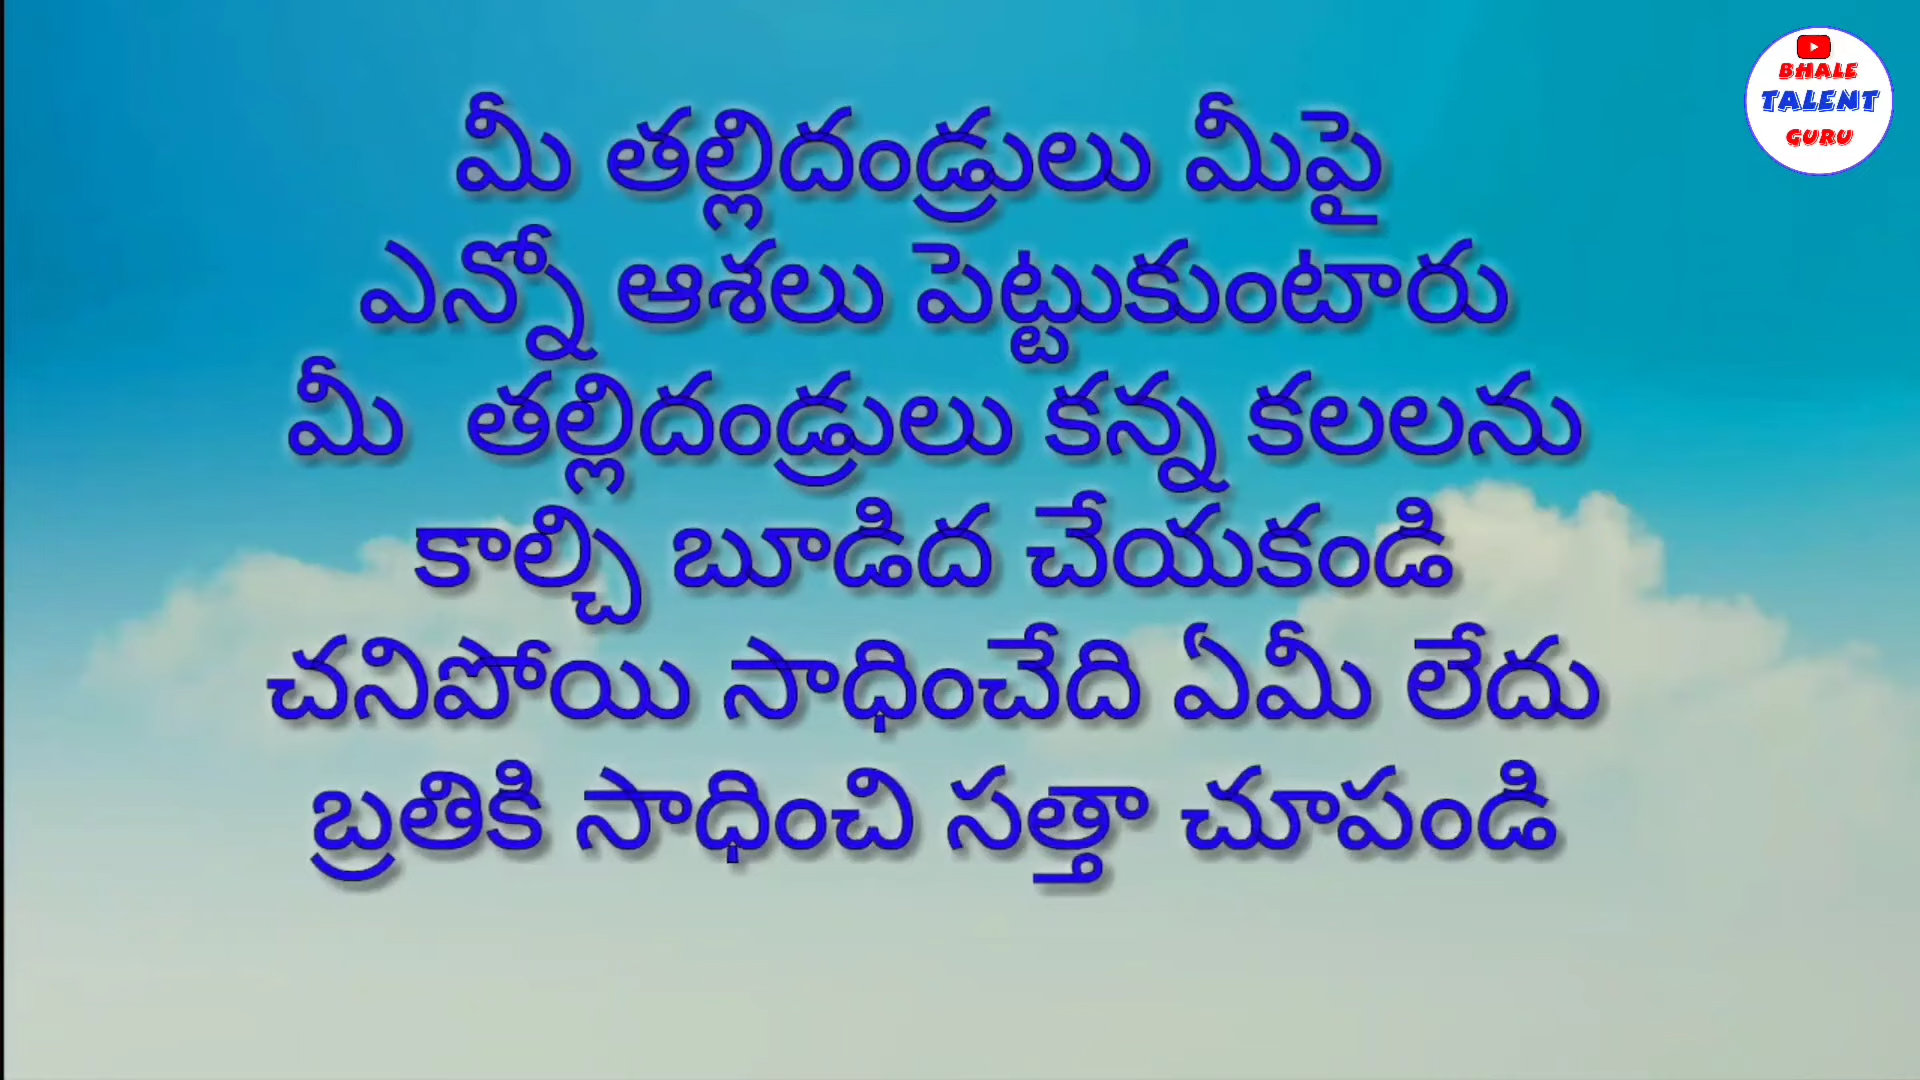 BHALE
TALENT
GURU
మీ తల్లిదండ్రులు మీపై
ఎన్నో ఆశలు పెట్టుకుంటారు
మీ తల్లిదండ్రులు కన్న కలలను
కాల్చి బూడిద చేయకండి
చనిపోయి సాధించేది ఏమీ లేదు
బ్రతికి సాధించి సత్తా చూపండి